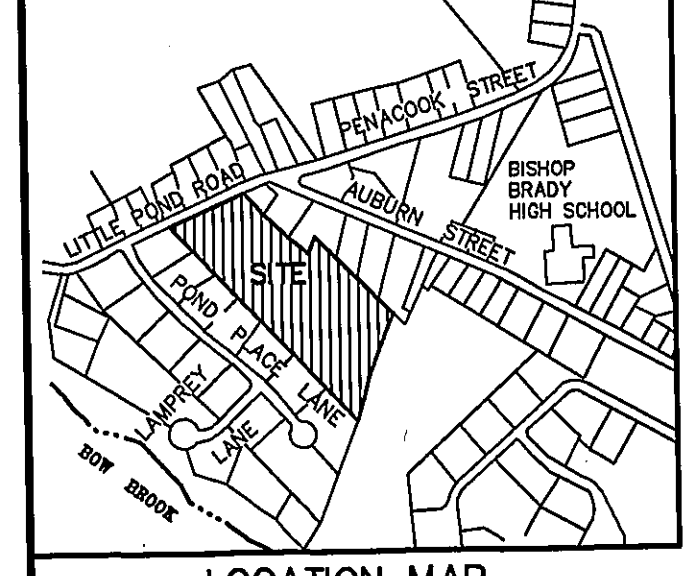 PENACOOK STREET
BISHOP
BRADY
HIGH SCHOOL
LITTLE POND ROAD
AUBURN STREET
SITE
POND PLACE LANE
LAMPREY
LANE
BOW BROOK
LOCATION MAP